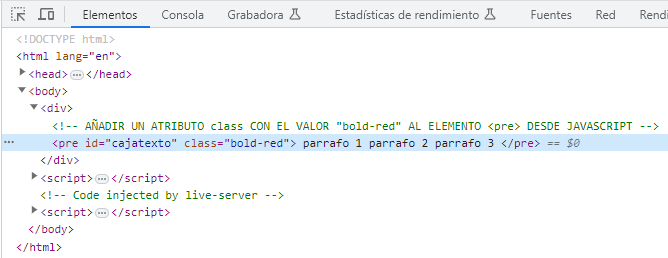 Elementos Consola Grabadora Estadísticas de rendimiento Fuentes Red Rendi
<!DOCTYPE html>
<html lang="en">
<head> ··· </head>
<body>
<div>
<!-- AÑADIR UN ATRIBUTO class CON EL VALOR "bold-red" AL ELEMENTO <pre> DESDE JAVASCRIPT -->
··· <pre id="cajatexto" class="bold-red"> parrafo 1 parrafo 2 parrafo 3 </pre> == $0
</div>
<script> ··· </script>
<!-- Code injected by live-server -->
<script> ··· </script>
</body>
</html>